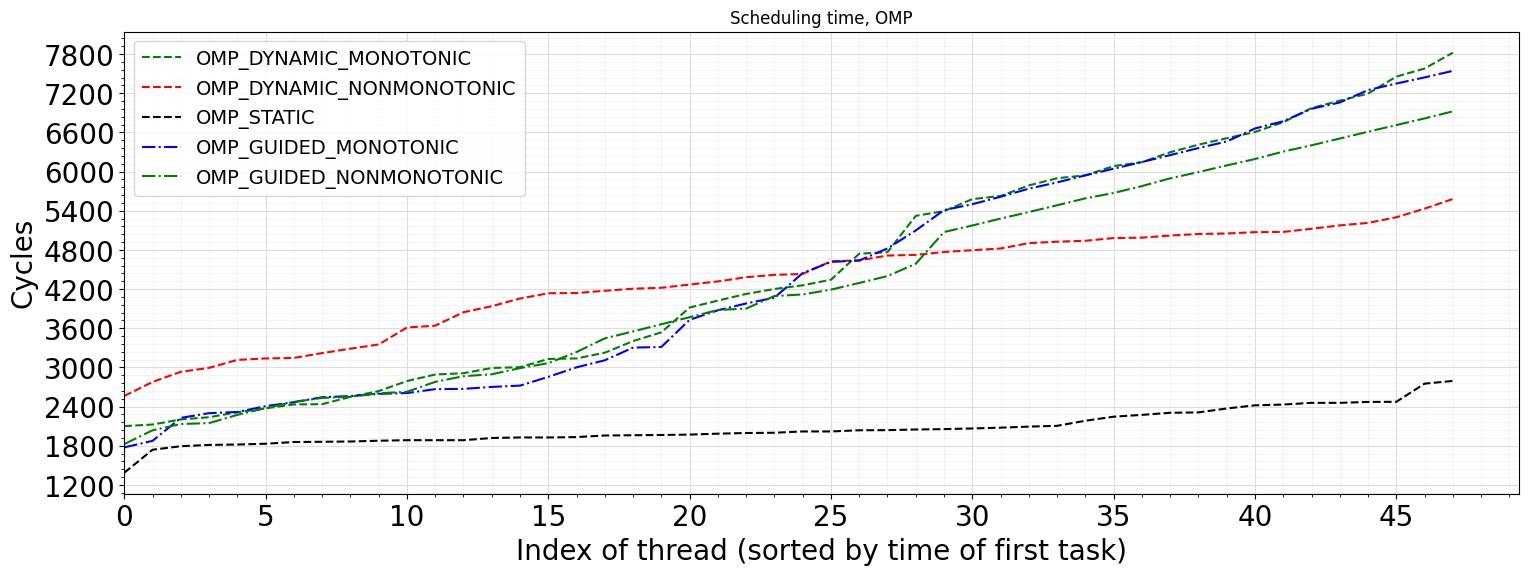 Scheduling time, OMP
OMP_DYNAMIC_MONOTONIC
OMP_DYNAMIC_NONMONOTONIC
OMP_STATIC
OMP_GUIDED_MONOTONIC
OMP_GUIDED_NONMONOTONIC
Cycles
7800
7200
6600
6000
5400
4800
4200
3600
3000
2400
1800
1200
0 5 10 15 20 25 30 35 40 45
Index of thread (sorted by time of first task)